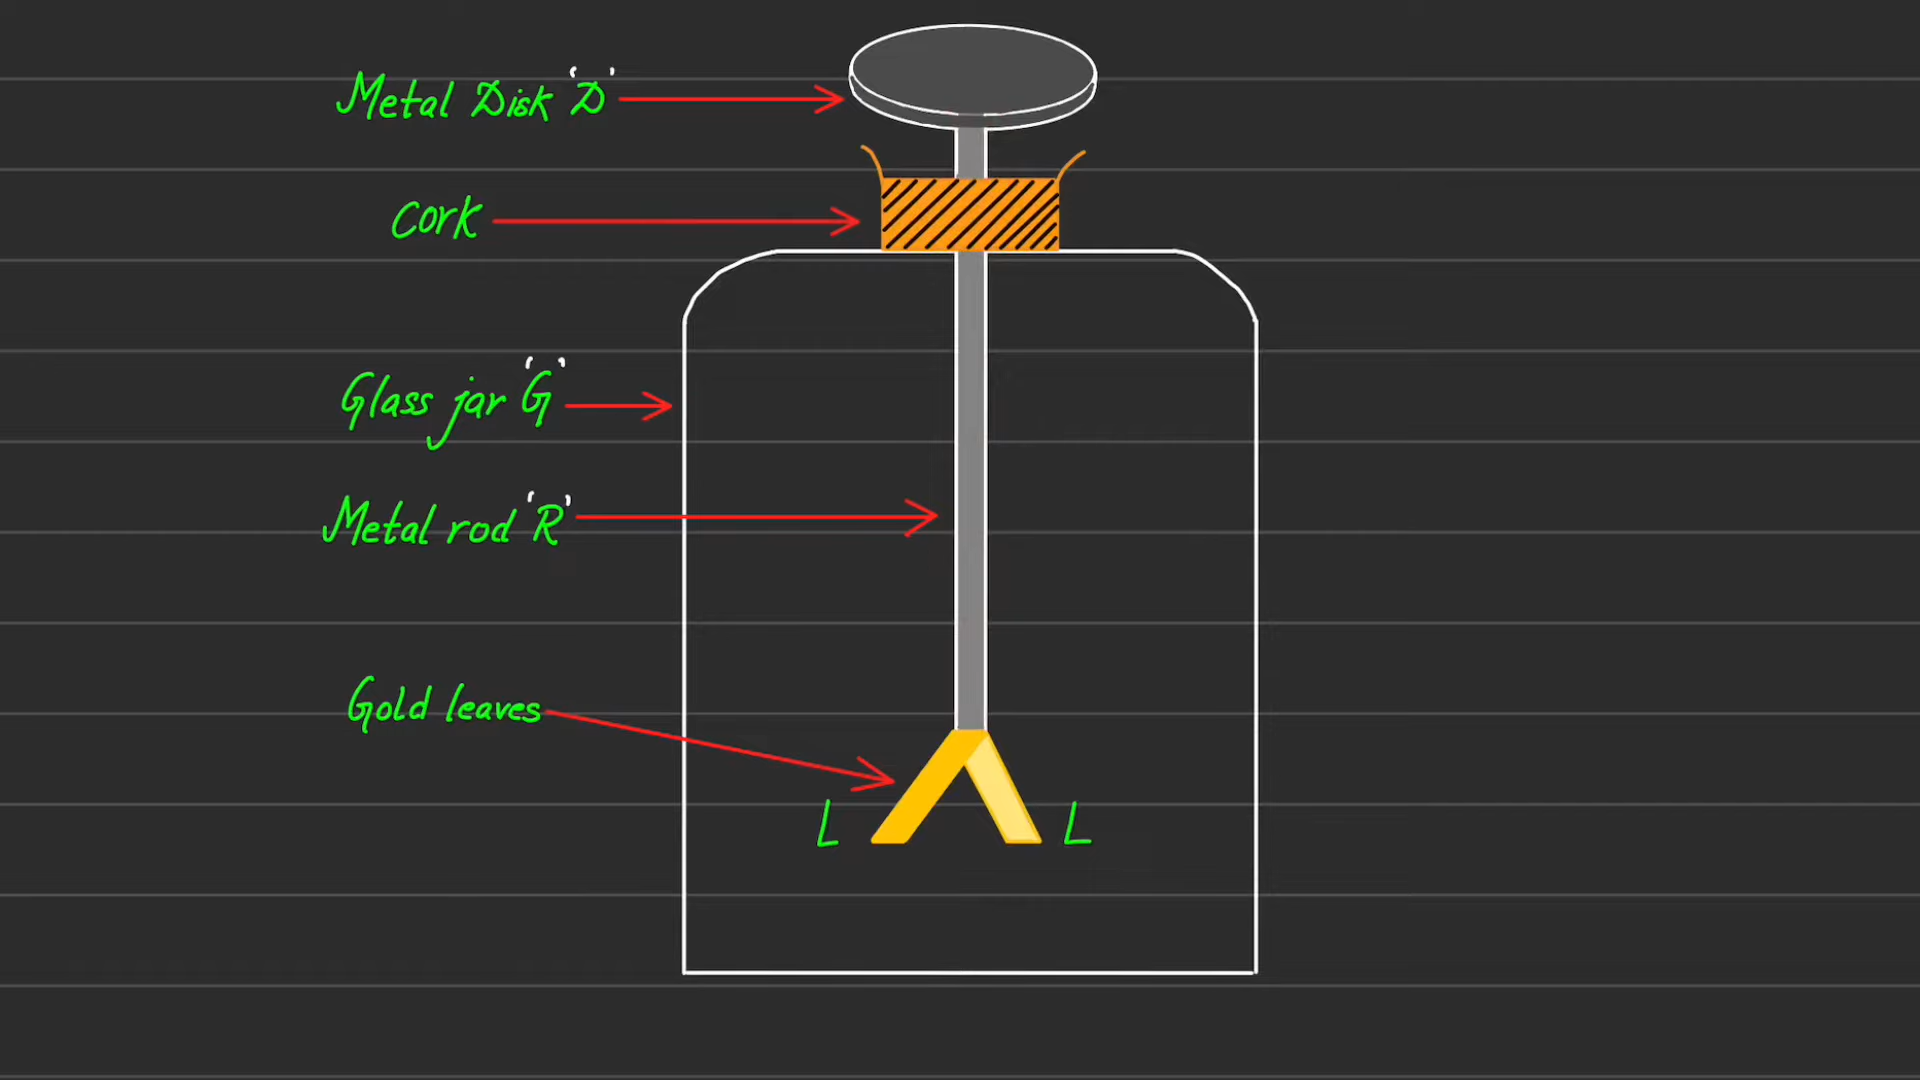 Metal Disk 'D'
Cork
Glass jar 'G'
Metal rod 'R'
Gold leaves
L L